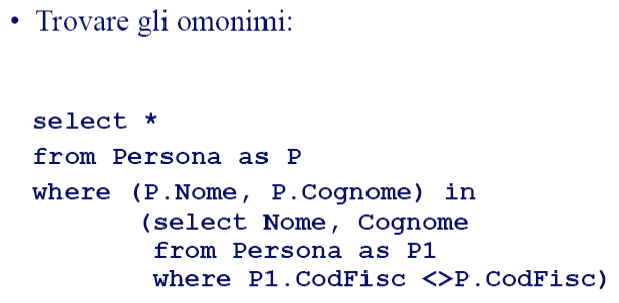 • Trovare gli omonimi:
select *
from Persona as P
where (P.Nome, P.Cognome) in
(select Nome, Cognome
from Persona as P1
where P1.CodFisc <>P.CodFisc)